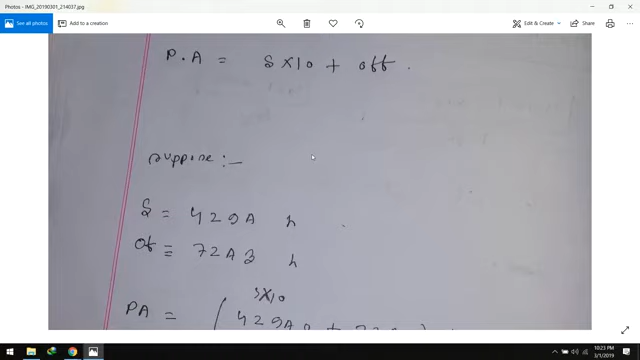 Photos - IMG_20190301_214037.jpg
See all photos
Add to a creation
Edit & Create
Share
P.A = S X 10 + off.
suppose :-
S = 429A h
of = 72A3 h
S X 10
PA = ( 429A0 +
10:23 PM
3/1/2019